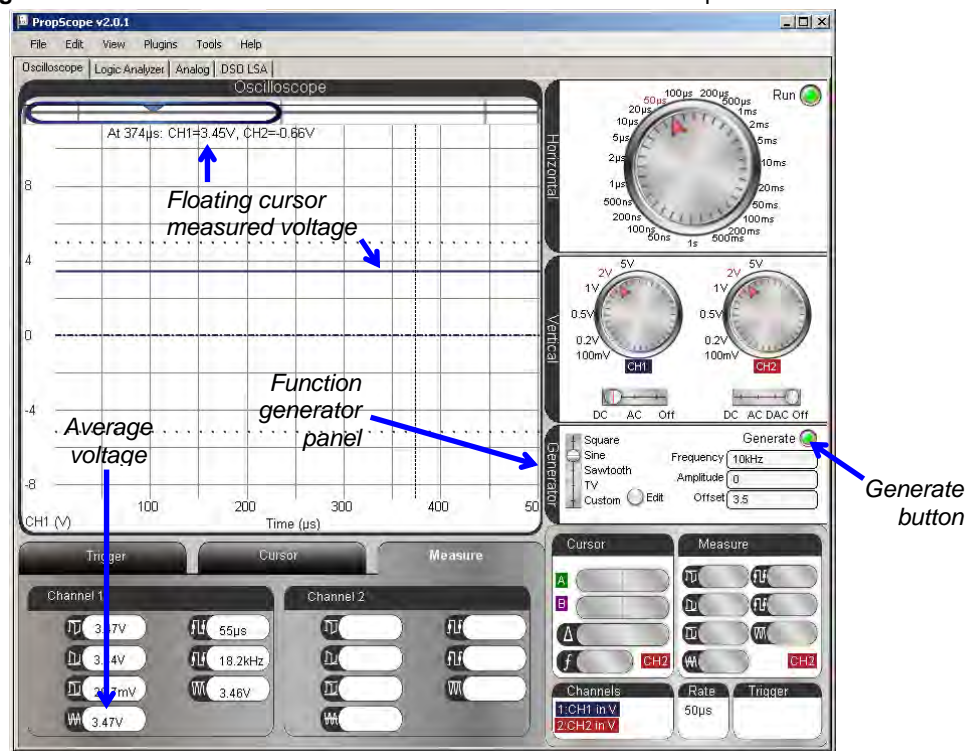 PropScope v2.0.1
File Edit View Plugins Tools Help
Oscilloscope Logic Analyzer Analog DSO LSA
Oscilloscope
At 374µs: CH1=3.45V, CH2=-0.66V
Floating cursor
measured voltage
8
4
0
-4
-8
100 200 300 400 50
CH1 (V)
Time (µs)
Average
voltage
Function
generator
panel
Horizontal
Run
50ns 100ns 200ns 500ns 1µs 2µs 5µs 10µs 20µs 50µs 100µs 200µs 500µs 1ms 2ms 5ms 10ms 20ms 50ms 100ms 200ms 500ms 1s
Vertical
5V 2V 1V 0.5V 0.2V 100mV
CH1
DC AC Off
5V 2V 1V 0.5V 0.2V 100mV
CH2
DC AC DAC Off
Generator
Square
Sine
Sawtooth
TV
Custom
Edit
Generate
Frequency 10kHz
Amplitude 0
Offset 3.5
Generate
button
Trigger Cursor Measure
Channel 1
3.47V 55µs
18.2kHz
3.46V
3.47V
Channel 2
Cursor
A
B
Δ
f CH2
Measure
CH2
Channels
1:CH1 in V
2:CH2 in V
Rate
50µs
Trigger